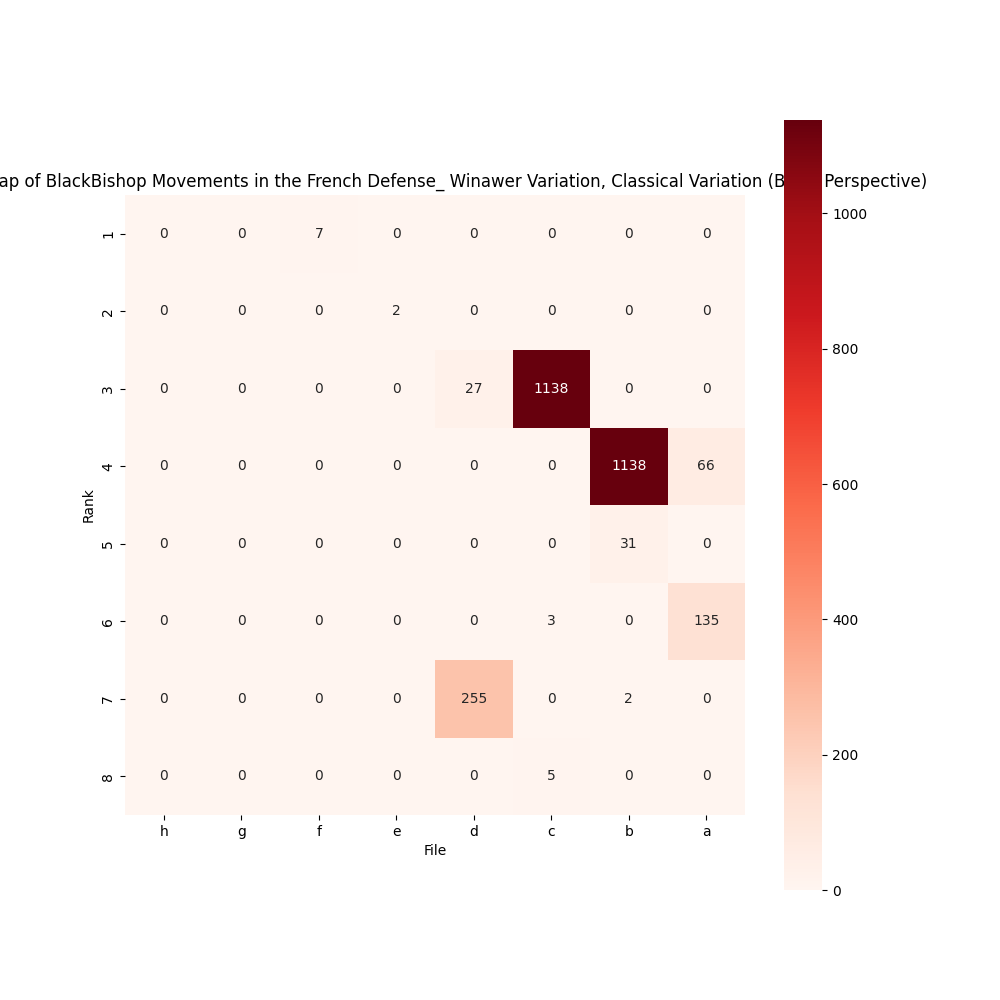 ap of BlackBishop Movements in the French Defense_ Winawer Variation, Classical Variation (B Perspective)
1 0 0 7 0 0 0 0 0
2 0 0 0 2 0 0 0 0
3 0 0 0 0 27 1138 0 0
4 0 0 0 0 0 0 1138 66
Rank
5 0 0 0 0 0 0 31 0
6 0 0 0 0 0 3 0 135
7 0 0 0 0 255 0 2 0
8 0 0 0 0 0 5 0 0
h g f e d c b a
File
1000
800
600
400
200
0